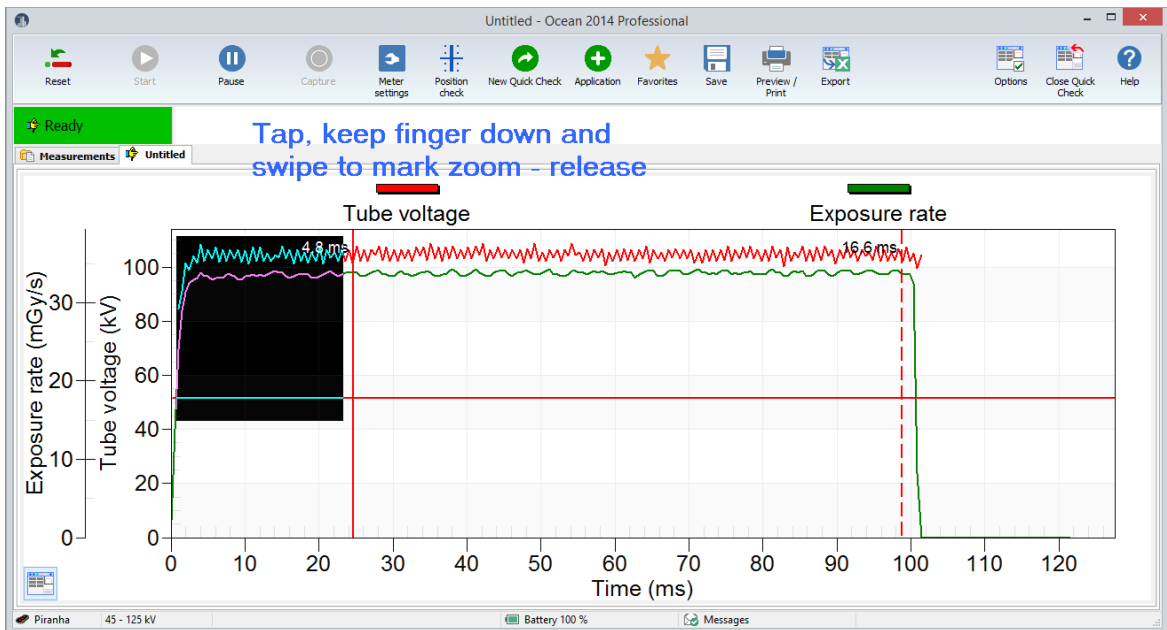 Untitled - Ocean 2014 Professional
Reset
Start
Pause
Capture
Meter
settings
Position
check
New Quick Check
Application
Favorites
Save
Preview /
Print
Export
Options
Close Quick
Check
Help
Ready
Tap, keep finger down and
swipe to mark zoom - release
Measurements
Untitled
Tube voltage
Exposure rate
4,8 ms
16,6 ms
Exposure rate (mGy/s)
30
20
10
0
Tube voltage (kV)
100
80
60
40
20
0
0 10 20 30 40 50 60 70 80 90 100 110 120
Time (ms)
Piranha
45 - 125 kV
Battery 100 %
Messages